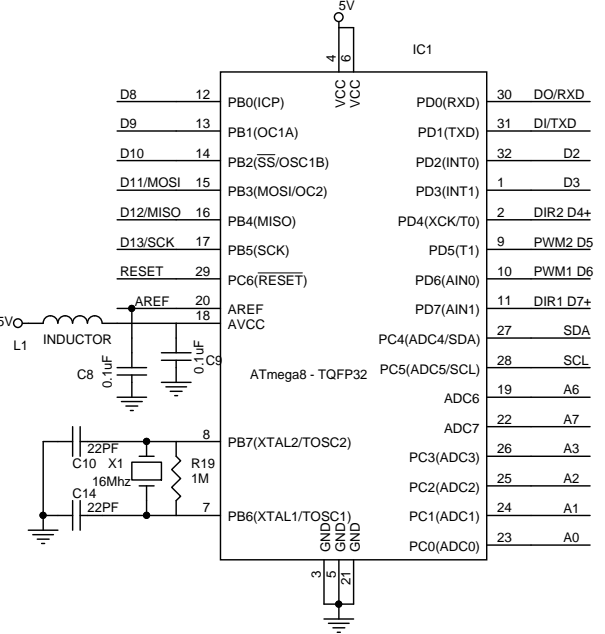 5V
IC1
4
6
VCC
VCC
D8 12 PB0(ICP)
D9 13 PB1(OC1A)
D10 14 PB2(SS/OSC1B)
D11/MOSI 15 PB3(MOSI/OC2)
D12/MISO 16 PB4(MISO)
D13/SCK 17 PB5(SCK)
RESET 29 PC6(RESET)
AREF 20 AREF
5V 18 AVCC
L1 INDUCTOR
C8 0.1uF
0.1uF C9
ATmega8 - TQFP32
8 PB7(XTAL2/TOSC2)
22PF
C10 X1 R19
16Mhz 1M
C14
22PF
7 PB6(XTAL1/TOSC1)
PD0(RXD) 30 DO/RXD
PD1(TXD) 31 DI/TXD
PD2(INT0) 32 D2
PD3(INT1) 1 D3
PD4(XCK/T0) 2 DIR2 D4+
PD5(T1) 9 PWM2 D5
PD6(AIN0) 10 PWM1 D6
PD7(AIN1) 11 DIR1 D7+
PC4(ADC4/SDA) 27 SDA
PC5(ADC5/SCL) 28 SCL
ADC6 19 A6
ADC7 22 A7
PC3(ADC3) 26 A3
PC2(ADC2) 25 A2
PC1(ADC1) 24 A1
PC0(ADC0) 23 A0
GND
GND
GND
3
5
21